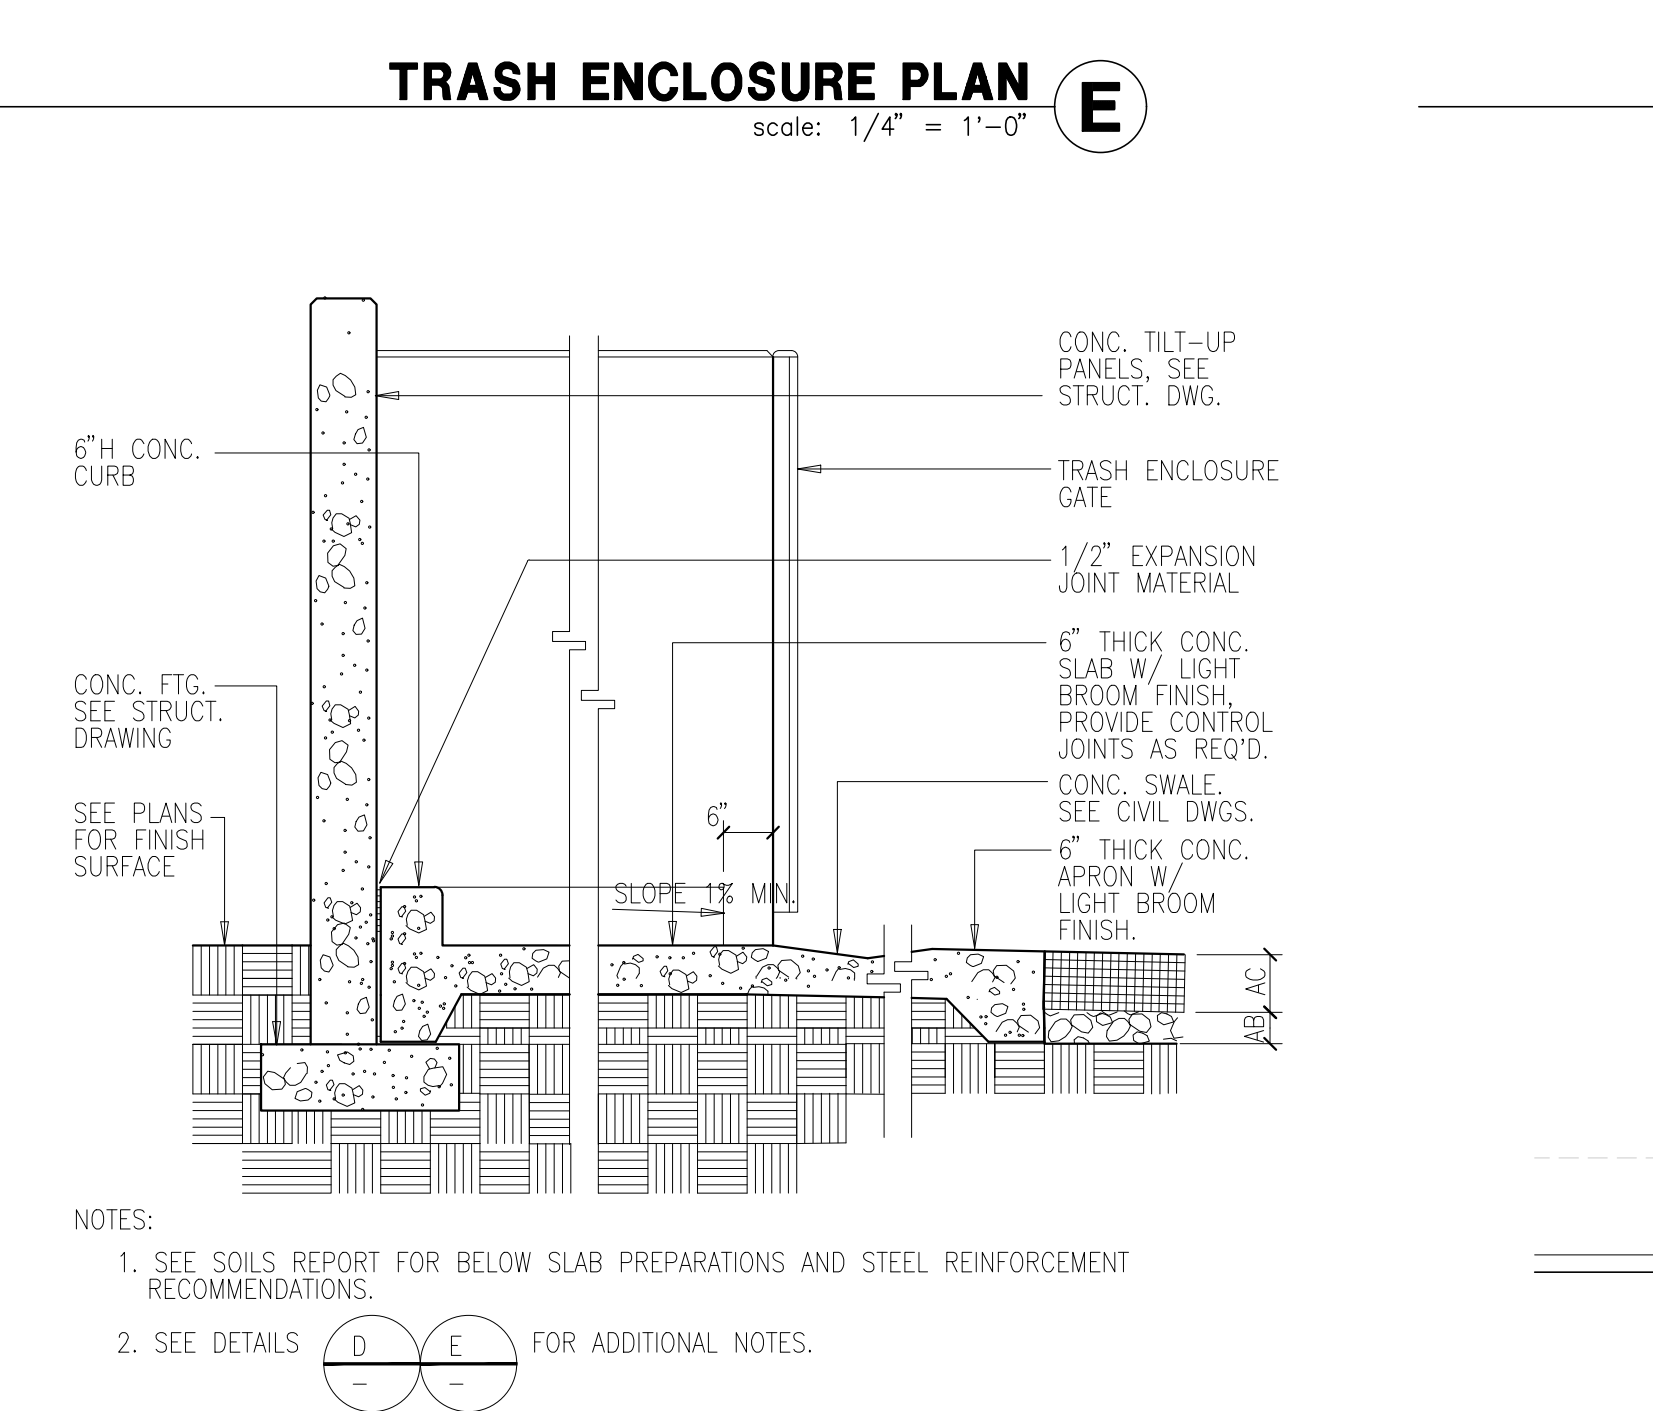 TRASH ENCLOSURE PLAN
E
scale: 1/4" = 1'-0"
CONC. TILT-UP
PANELS, SEE
STRUCT. DWG.
6"H CONC.
CURB
TRASH ENCLOSURE
GATE
1/2" EXPANSION
JOINT MATERIAL
6" THICK CONC.
SLAB W/ LIGHT
BROOM FINISH,
PROVIDE CONTROL
JOINTS AS REQ'D.
CONC. FTG.
SEE STRUCT.
DRAWING
CONC. SWALE.
SEE CIVIL DWGS.
SEE PLANS
FOR FINISH
SURFACE
6"
6" THICK CONC.
APRON W/
LIGHT BROOM
FINISH.
SLOPE 1% MIN.
AC
AB
NOTES:
1. SEE SOILS REPORT FOR BELOW SLAB PREPARATIONS AND STEEL REINFORCEMENT
RECOMMENDATIONS.
2. SEE DETAILS D E FOR ADDITIONAL NOTES.
– –